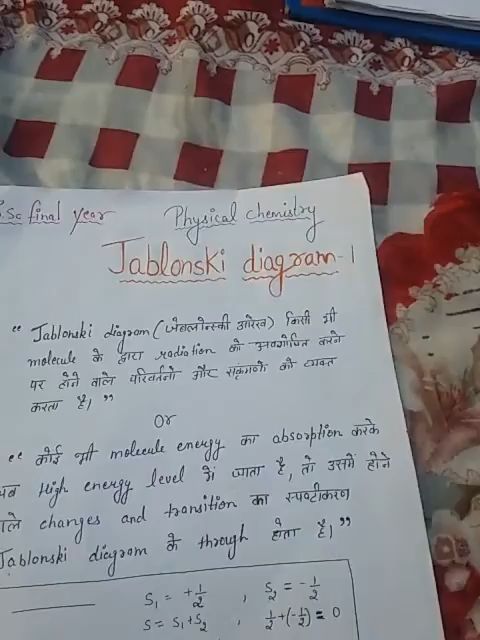 B.Sc final year Physical chemistry
Jablonski diagram-1
“ Jablonski diagram (जेबलोन्स्की आरेख) किसी भी
molecule के द्वारा radiation को अवशोषित करने
पर होने वाले परिवर्तनो और संक्रमणो को व्यक्त
करता है। ”
Or
“ कोई भी molecule energy का absorption करके
जब High energy level में जाता है, तो उसमें होने
वाले changes and transition का स्पष्टीकरण
Jablonski diagram के through होता है।”
S₁ = +1/2 , S₂ = -1/2
S = S₁+S₂ , 1/2+(-1/2) = 0